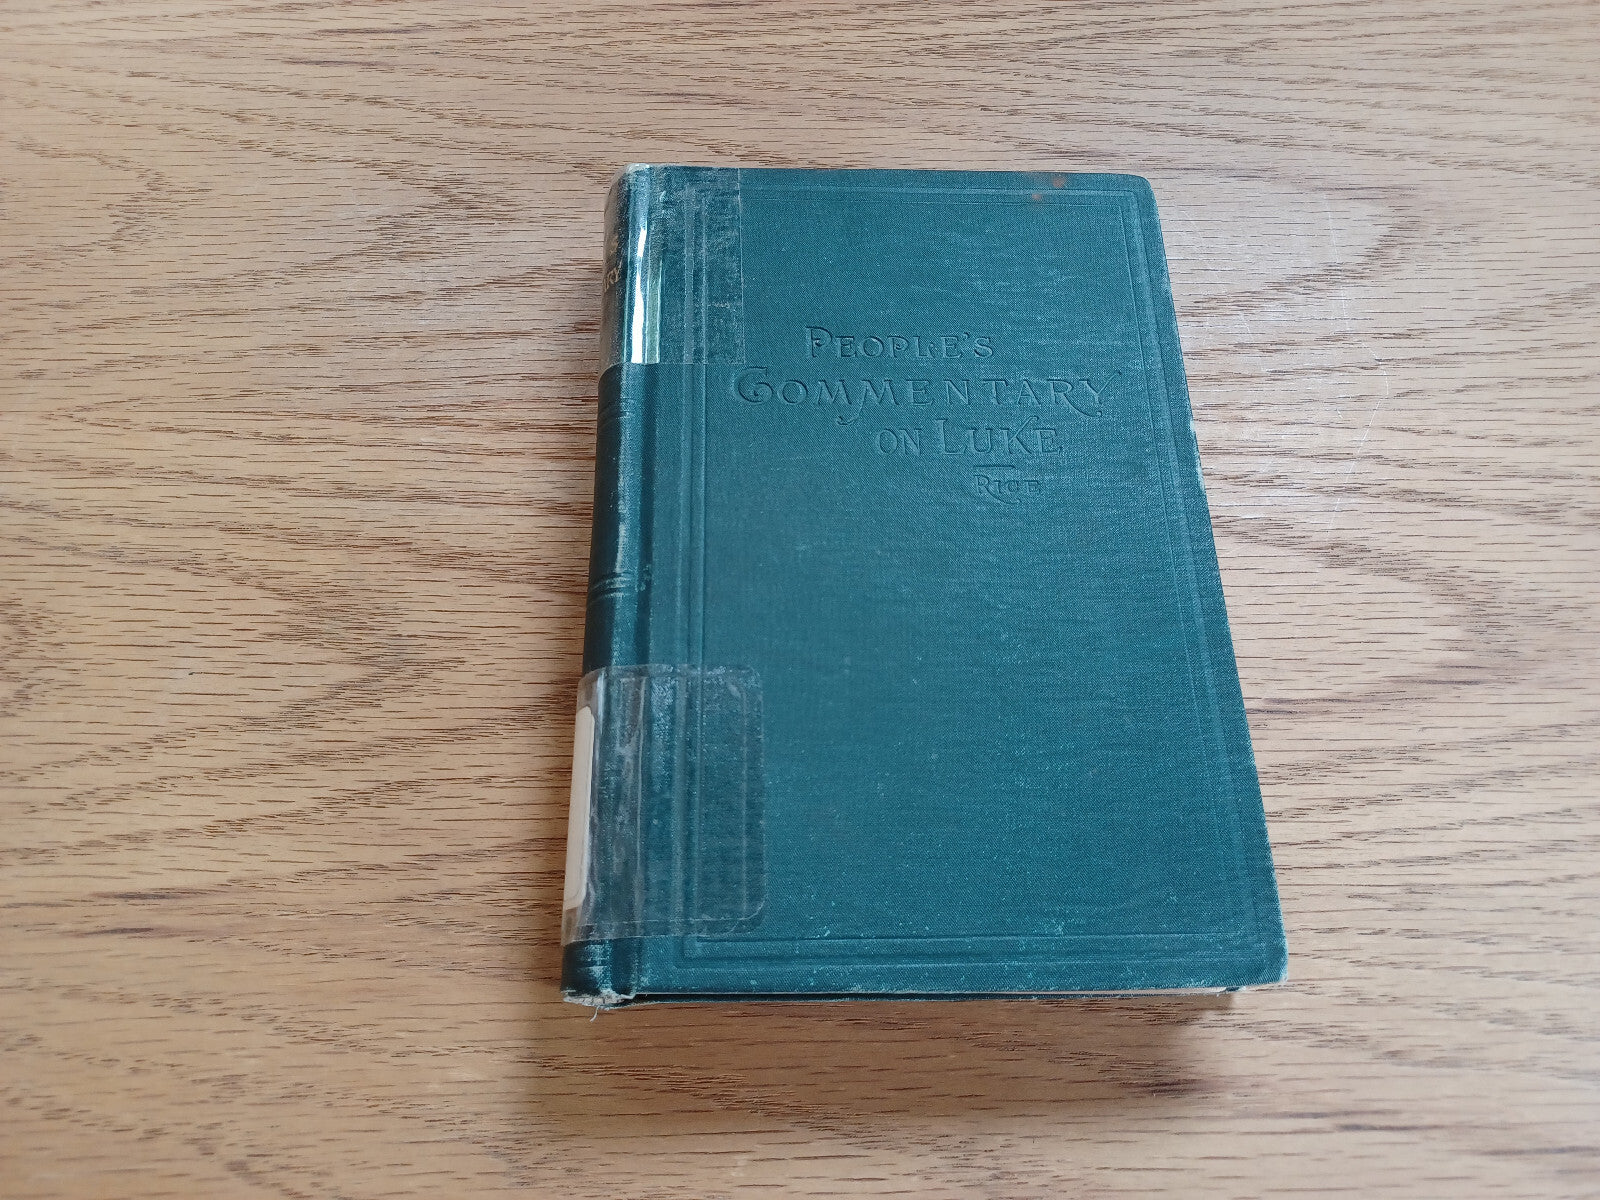 PEOPLE'S
COMMENTARY
ON LUKE
RICE